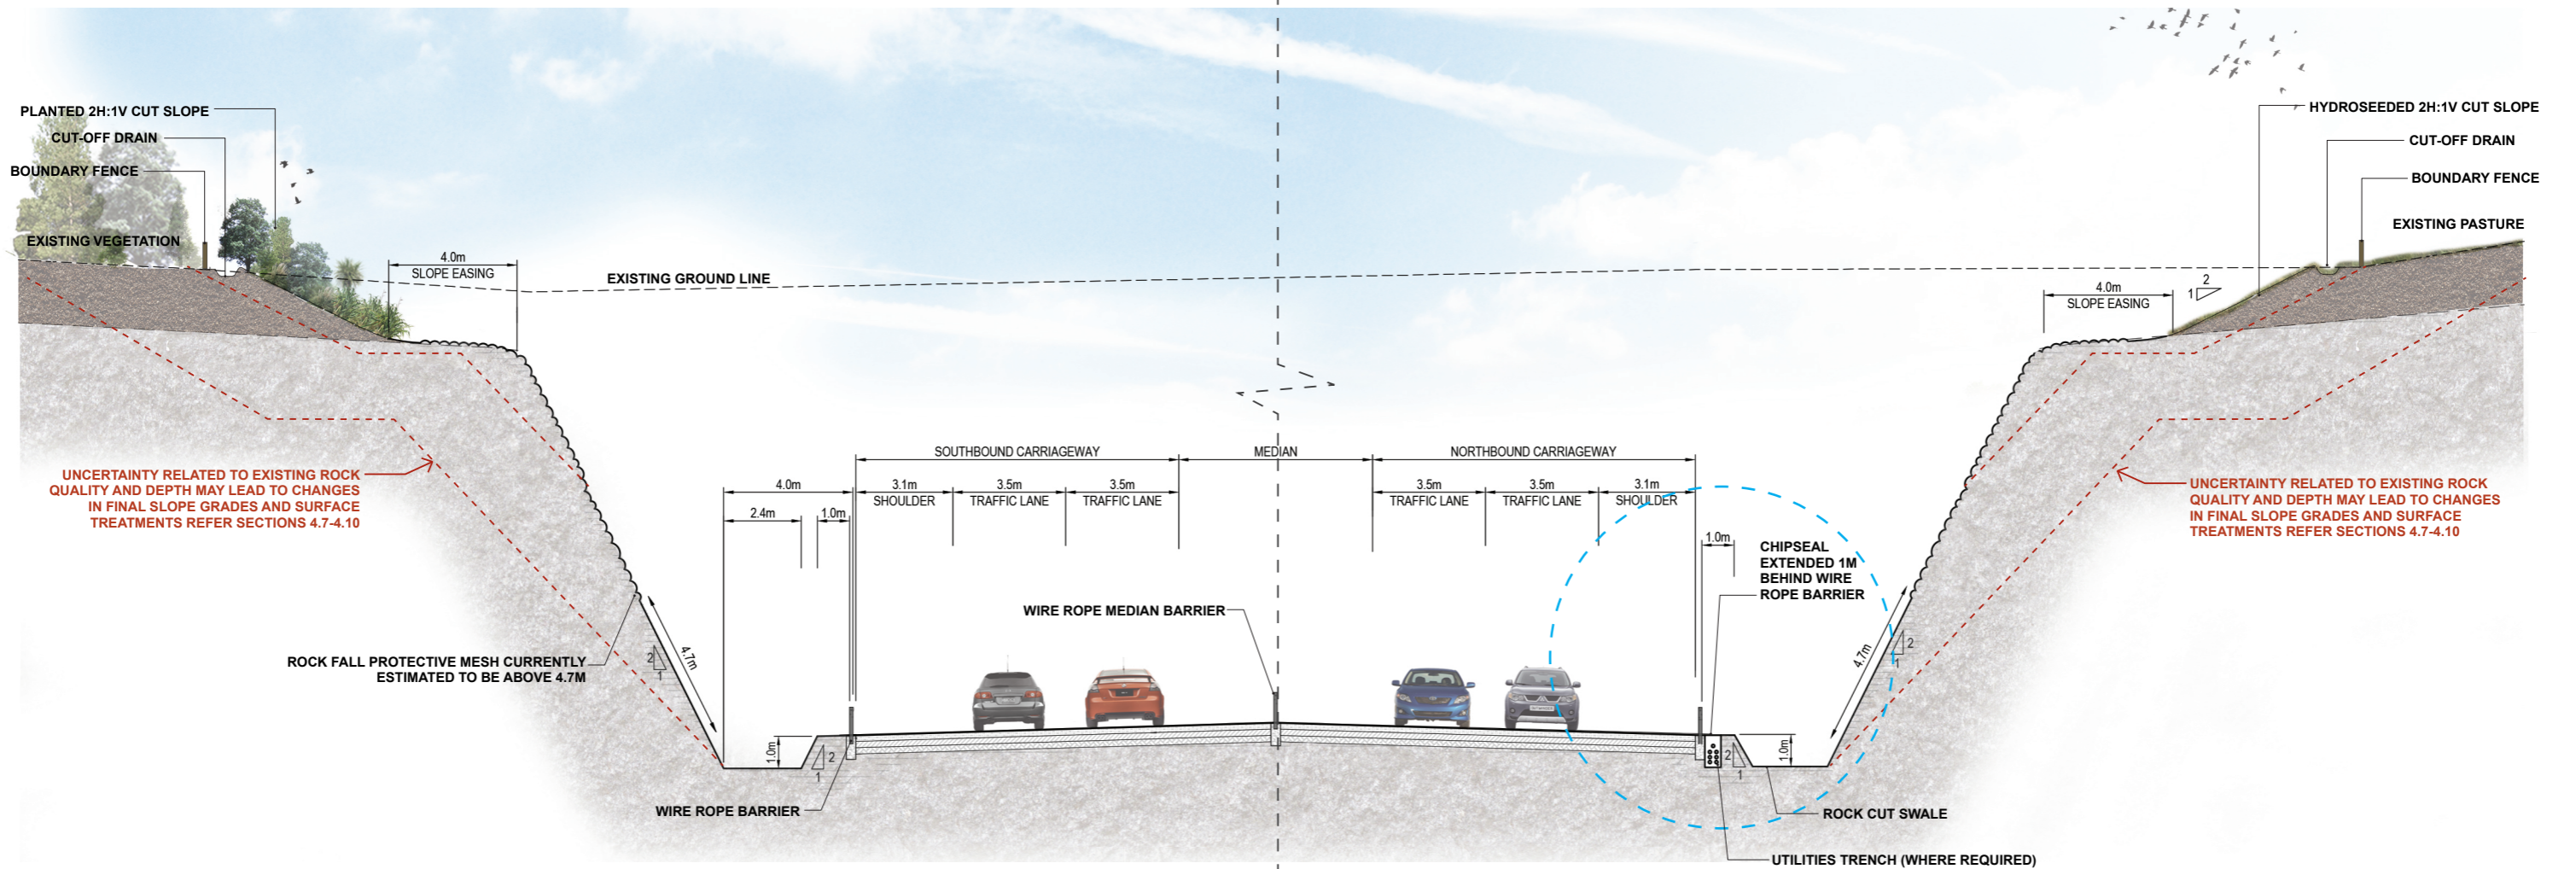 PLANTED 2H:1V CUT SLOPE
CUT-OFF DRAIN
BOUNDARY FENCE
EXISTING VEGETATION
4.0m
SLOPE EASING
EXISTING GROUND LINE
HYDROSEEDED 2H:1V CUT SLOPE
CUT-OFF DRAIN
BOUNDARY FENCE
EXISTING PASTURE
2
1
4.0m
SLOPE EASING
UNCERTAINTY RELATED TO EXISTING ROCK
QUALITY AND DEPTH MAY LEAD TO CHANGES
IN FINAL SLOPE GRADES AND SURFACE
TREATMENTS REFER SECTIONS 4.7-4.10
SOUTHBOUND CARRIAGEWAY
MEDIAN
NORTHBOUND CARRIAGEWAY
4.0m
3.1m
SHOULDER
3.5m
TRAFFIC LANE
3.5m
TRAFFIC LANE
3.5m
TRAFFIC LANE
3.5m
TRAFFIC LANE
3.1m
SHOULDER
2.4m
1.0m
1.0m
CHIPSEAL
EXTENDED 1M
BEHIND WIRE
ROPE BARRIER
UNCERTAINTY RELATED TO EXISTING ROCK
QUALITY AND DEPTH MAY LEAD TO CHANGES
IN FINAL SLOPE GRADES AND SURFACE
TREATMENTS REFER SECTIONS 4.7-4.10
WIRE ROPE MEDIAN BARRIER
ROCK FALL PROTECTIVE MESH CURRENTLY
ESTIMATED TO BE ABOVE 4.7M
2
1
4.7m
4.7m
2
1
1.0m
2
1
2
1
1.0m
WIRE ROPE BARRIER
ROCK CUT SWALE
UTILITIES TRENCH (WHERE REQUIRED)